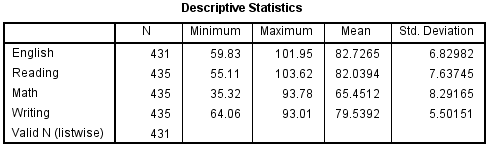 Descriptive Statistics
N Minimum Maximum Mean Std. Deviation
English 431 59.83 101.95 82.7265 6.82982
Reading 435 55.11 103.62 82.0394 7.63745
Math 435 35.32 93.78 65.4512 8.29165
Writing 435 64.06 93.01 79.5392 5.50151
Valid N (listwise) 431